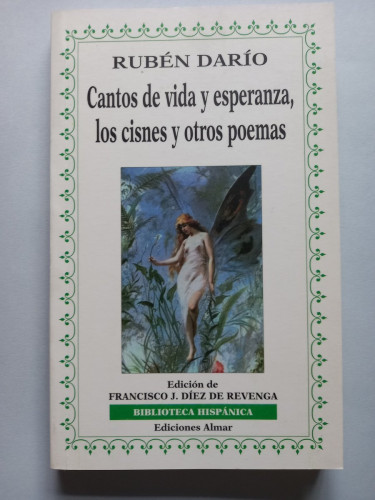 RUBÉN DARÍO
Cantos de vida y esperanza,
los cisnes y otros poemas
Edición de
FRANCISCO J. DÍEZ DE REVENGA
BIBLIOTECA HISPÁNICA
Ediciones Almar